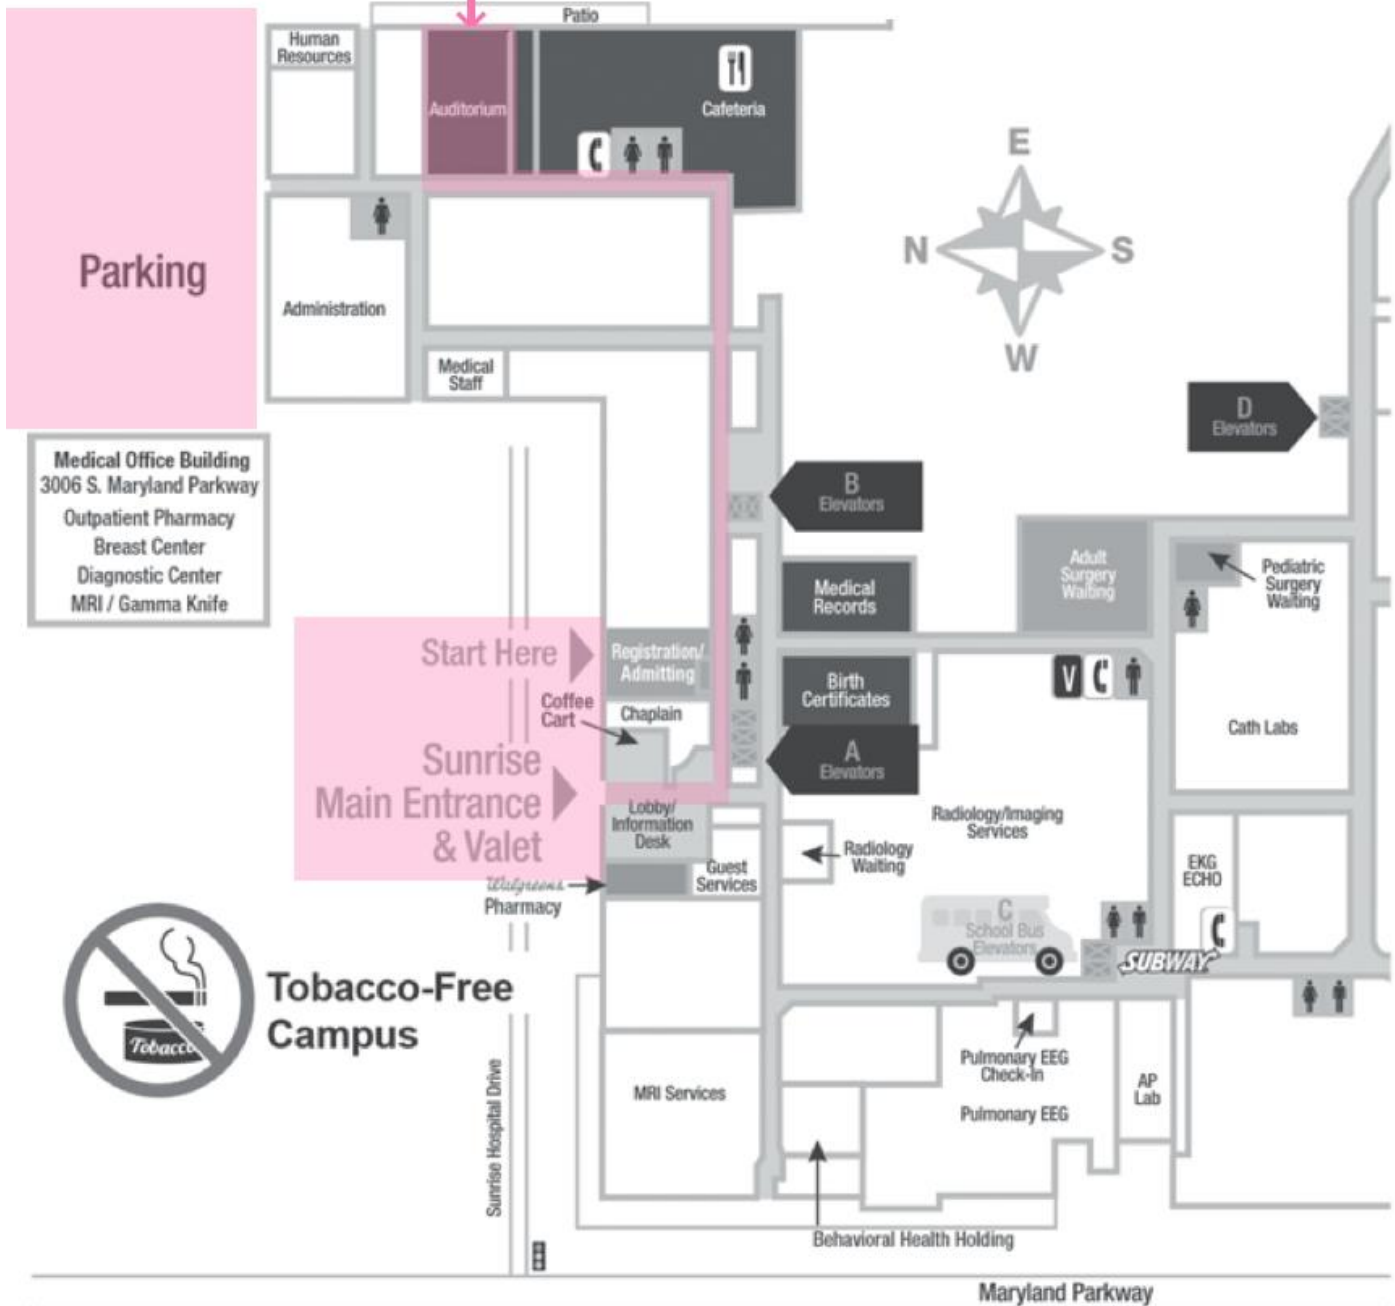 Patio
Human
Resources
Auditorium
Cafeteria
E
N
S
W
Parking
Administration
Medical
Staff
D
Elevators
B
Elevators
Medical Office Building
3006 S. Maryland Parkway
Outpatient Pharmacy
Breast Center
Diagnostic Center
MRI / Gamma Knife
Adult
Surgery
Waiting
Pediatric
Surgery
Waiting
Medical
Records
Start Here
Registration/
Admitting
Birth
Certificates
V
Coffee
Cart
Chaplain
Cath Labs
A
Elevators
Sunrise
Main Entrance
& Valet
Lobby/
Information
Desk
Radiology/Imaging
Services
Radiology
Waiting
Guest
Services
EKG
ECHO
Walgreens
Pharmacy
C
School Bus
Elevators
SUBWAY
Tobacco-Free
Campus
Tobacco
Pulmonary EEG
Check-In
Pulmonary EEG
AP
Lab
MRI Services
Sunrise Hospital Drive
Behavioral Health Holding
Maryland Parkway